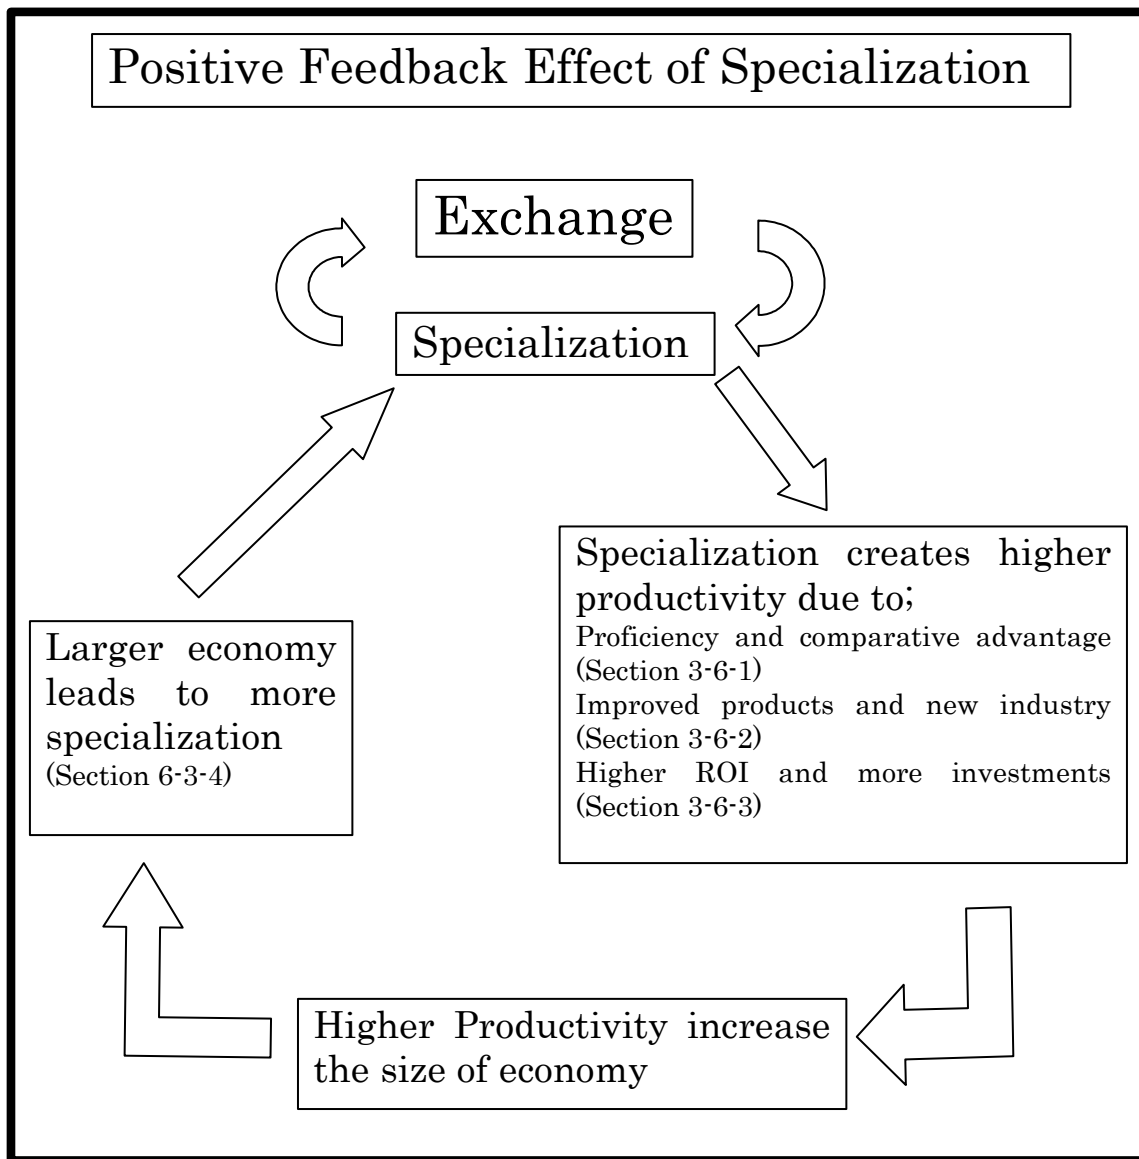 Positive Feedback Effect of Specialization
Exchange
Specialization
Specialization creates higher
productivity due to;
Proficiency and comparative advantage
(Section 3-6-1)
Improved products and new industry
(Section 3-6-2)
Higher ROI and more investments
(Section 3-6-3)
Larger economy
leads to more
specialization
(Section 6-3-4)
Higher Productivity increase
the size of economy